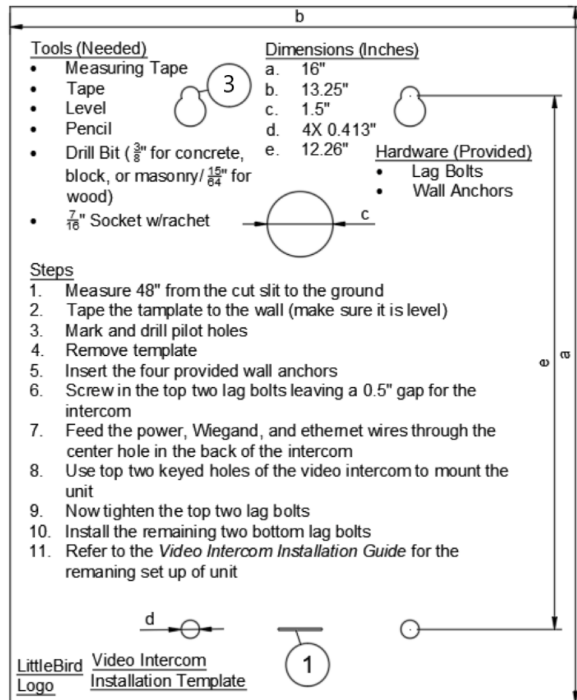 b
Tools (Needed)
• Measuring Tape
• Tape
• Level
• Pencil
• Drill Bit (3/8" for concrete,
block, or masonry/ 15/64" for
wood)
• 7/16" Socket w/rachet
3
Dimensions (Inches)
a. 16"
b. 13.25"
c. 1.5"
d. 4X 0.413"
e. 12.26"
Hardware (Provided)
• Lag Bolts
• Wall Anchors
c
Steps
1. Measure 48" from the cut slit to the ground
2. Tape the tamplate to the wall (make sure it is level)
3. Mark and drill pilot holes
4. Remove template
5. Insert the four provided wall anchors
6. Screw in the top two lag bolts leaving a 0.5" gap for the
intercom
7. Feed the power, Wiegand, and ethernet wires through the
center hole in the back of the intercom
8. Use top two keyed holes of the video intercom to mount the
unit
9. Now tighten the top two lag bolts
10. Install the remaining two bottom lag bolts
11. Refer to the Video Intercom Installation Guide for the
remaning set up of unit
e
a
d
1
LittleBird
Logo
Video Intercom
Installation Template